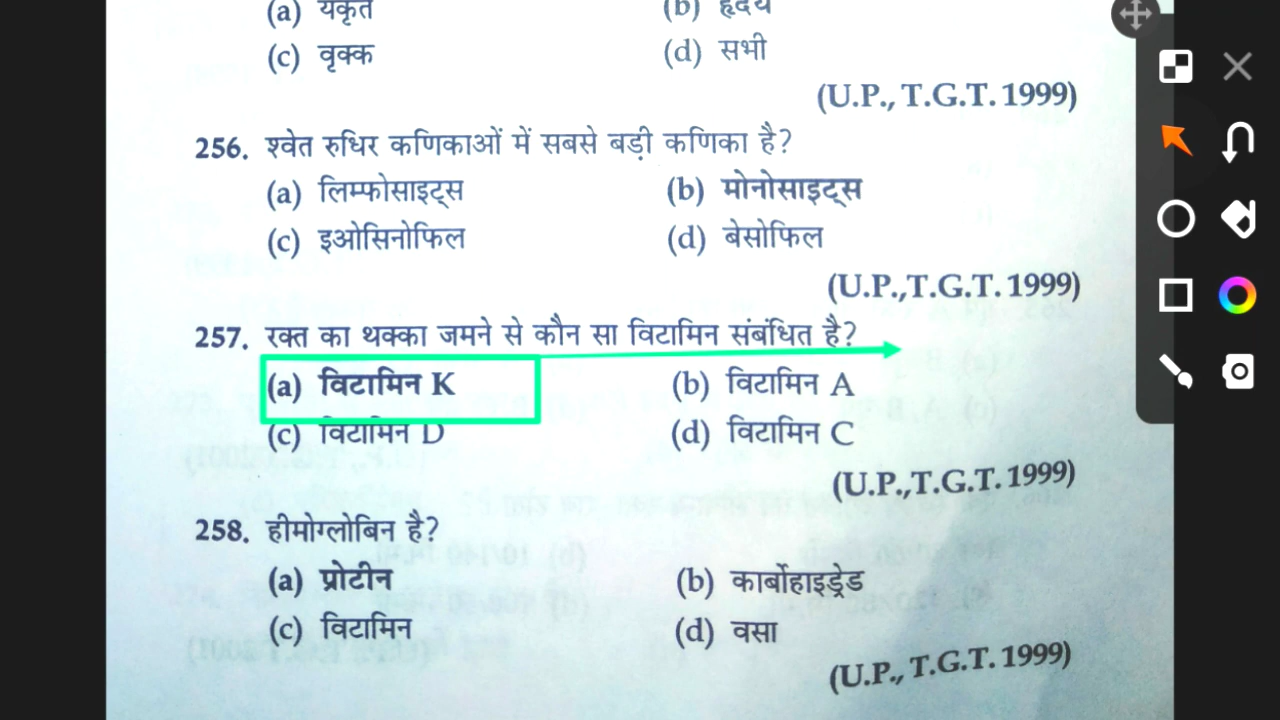 (a) यकृत (b) हृदय
(c) वृक्क (d) सभी
(U.P., T.G.T. 1999)
256. श्वेत रुधिर कणिकाओं में सबसे बड़ी कणिका है?
(a) लिम्फोसाइट्स (b) मोनोसाइट्स
(c) इओसिनोफिल (d) बेसोफिल
(U.P.,T.G.T. 1999)
257. रक्त का थक्का जमने से कौन सा विटामिन संबंधित है?
(a) विटामिन K (b) विटामिन A
(c) विटामिन D (d) विटामिन C
(U.P.,T.G.T. 1999)
258. हीमोग्लोबिन है?
(a) प्रोटीन (b) कार्बोहाइड्रेड
(c) विटामिन (d) वसा
(U.P., T.G.T. 1999)